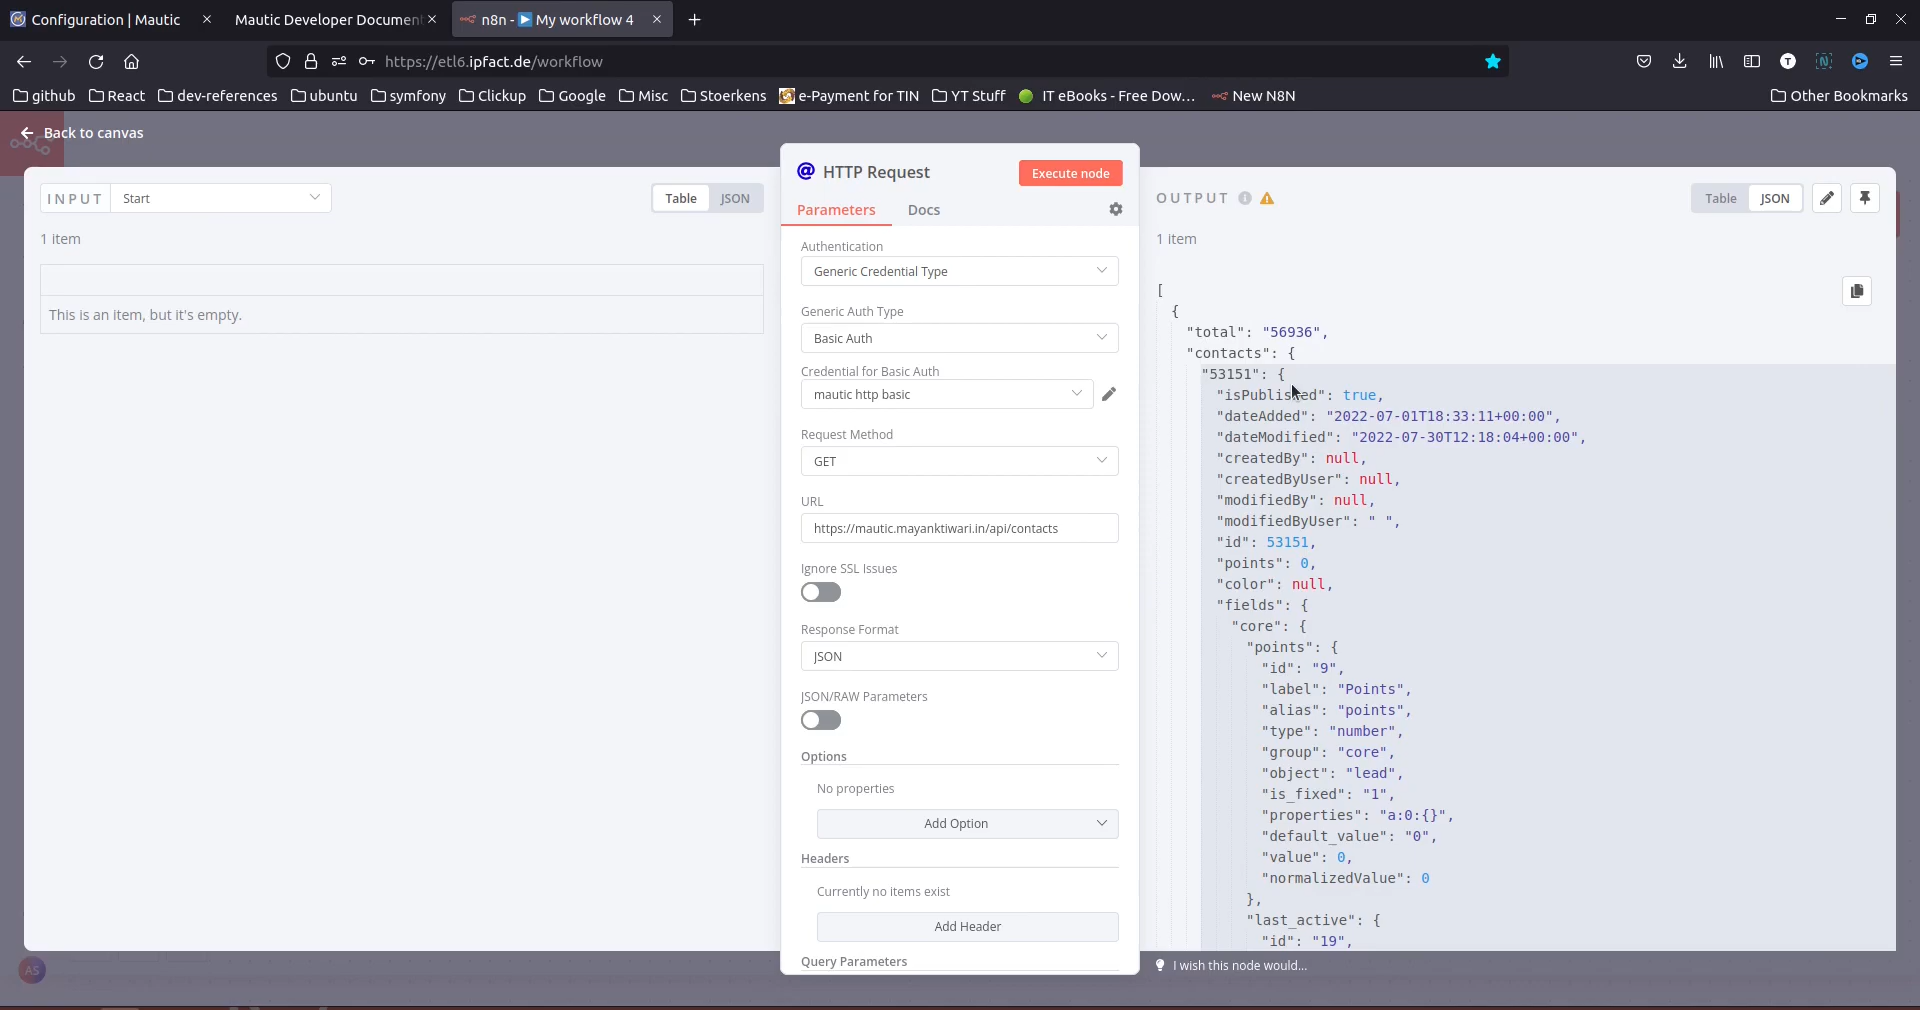 Configuration | Mautic
Mautic Developer Document
n8n - ▶ My workflow 4
https://etl6.ipfact.de/workflow
github
React
dev-references
ubuntu
symfony
Clickup
Google
Misc
Stoerkens
e-Payment for TIN
YT Stuff
IT eBooks - Free Dow...
New N8N
Other Bookmarks
Back to canvas
INPUT
Start
Table
JSON
1 item
This is an item, but it's empty.
HTTP Request
Execute node
Parameters
Docs
Authentication
Generic Credential Type
Generic Auth Type
Basic Auth
Credential for Basic Auth
mautic http basic
Request Method
GET
URL
https://mautic.mayanktiwari.in/api/contacts
Ignore SSL Issues
Response Format
JSON
JSON/RAW Parameters
Options
No properties
Add Option
Headers
Currently no items exist
Add Header
Query Parameters
OUTPUT
Table
JSON
1 item
[
{
"total": "56936",
"contacts": {
"53151": {
"isPublished": true,
"dateAdded": "2022-07-01T18:33:11+00:00",
"dateModified": "2022-07-30T12:18:04+00:00",
"createdBy": null,
"createdByUser": null,
"modifiedBy": null,
"modifiedByUser": " ",
"id": 53151,
"points": 0,
"color": null,
"fields": {
"core": {
"points": {
"id": "9",
"label": "Points",
"alias": "points",
"type": "number",
"group": "core",
"object": "lead",
"is_fixed": "1",
"properties": "a:0:{}",
"default_value": "0",
"value": 0,
"normalizedValue": 0
},
"last_active": {
"id": "19",
I wish this node would...
AS
T
N